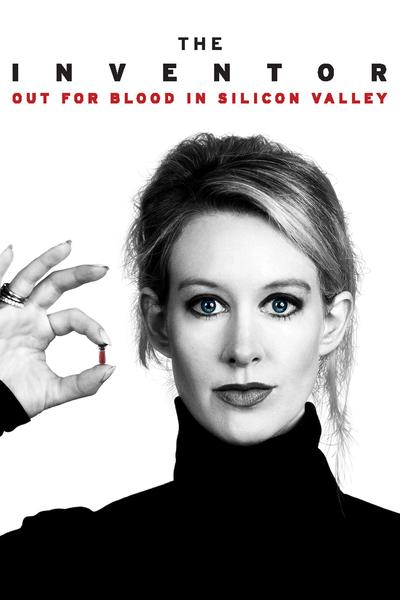 THE
INVENTOR
OUT FOR BLOOD IN SILICON VALLEY